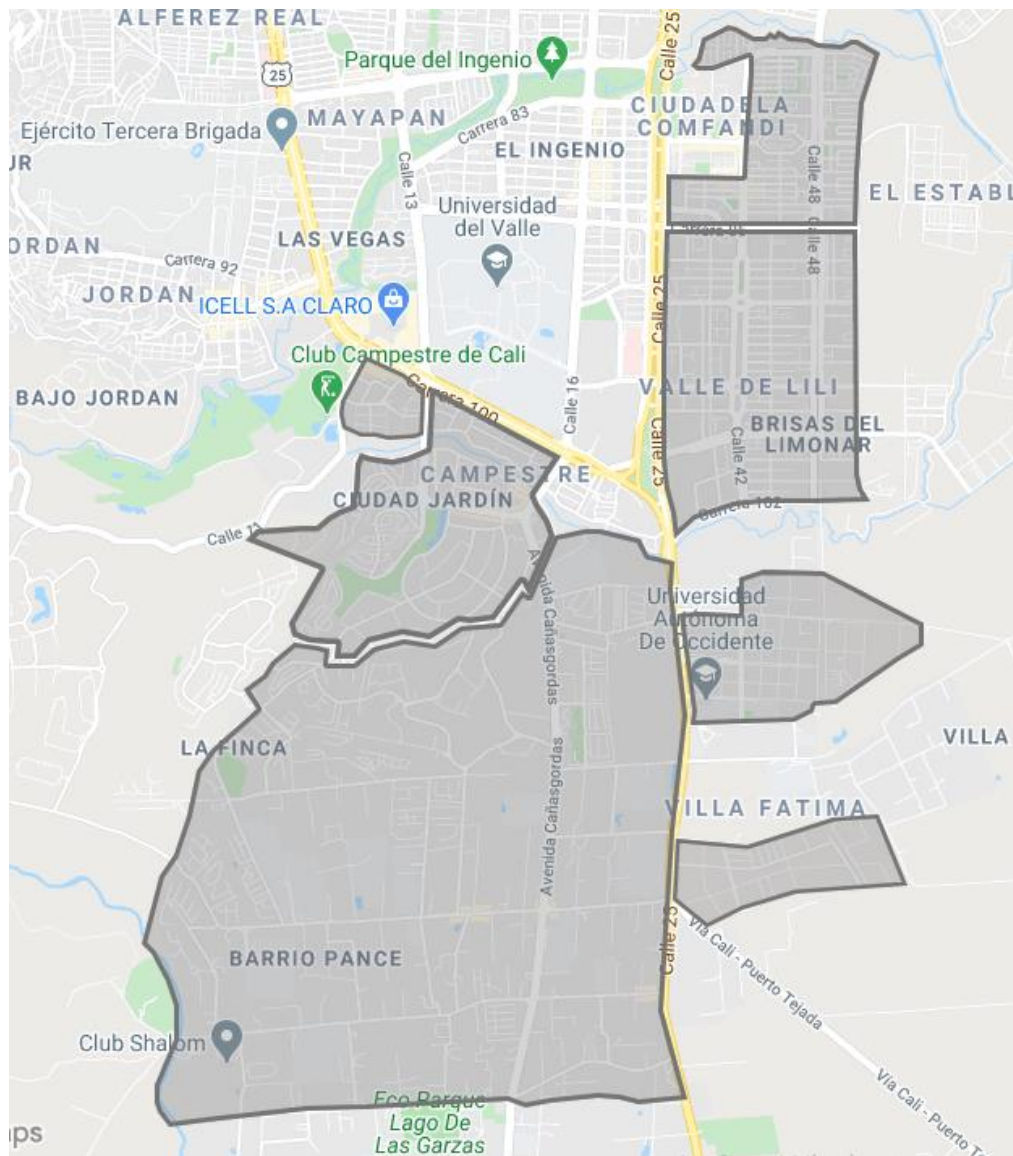 ALFEREZ REAL
Calle 25
Parque del Ingenio
25
CIUDADELA
COMFANDI
MAYAPAN
Carrera 83
Ejército Tercera Brigada
EL INGENIO
UR
Calle 13
Calle 48
EL ESTABL
Universidad
del Valle
LAS VEGAS
ORDAN
Carrera 92
Calle 48
JORDAN
ICELL S.A CLARO
Calle 25
Club Campestre de Cali
Carrera 100
Calle 16
VALLE DE LILI
BAJO JORDAN
BRISAS DEL
LIMONAR
Calle 25
Calle 42
CAMPESTRE
CIUDAD JARDÍN
Carrera 102
Calle 11
Universidad
Autónoma
De Occidente
Avenida Cañasgordas
LA FINCA
VILLA
Avenida Cañasgordas
VILLA FATIMA
Calle 25
Vía Cali - Puerto Tejada
BARRIO PANCE
Club Shalom
Vía Cali - Puerto Te
Eco Parque
Lago De
Las Garzas
ps